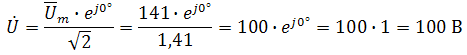 U̇ = U̅ₘ · e^{j0°} / √2 = 141 · e^{j0°} / 1,41 = 100 · e^{j0°} = 100 · 1 = 100 В